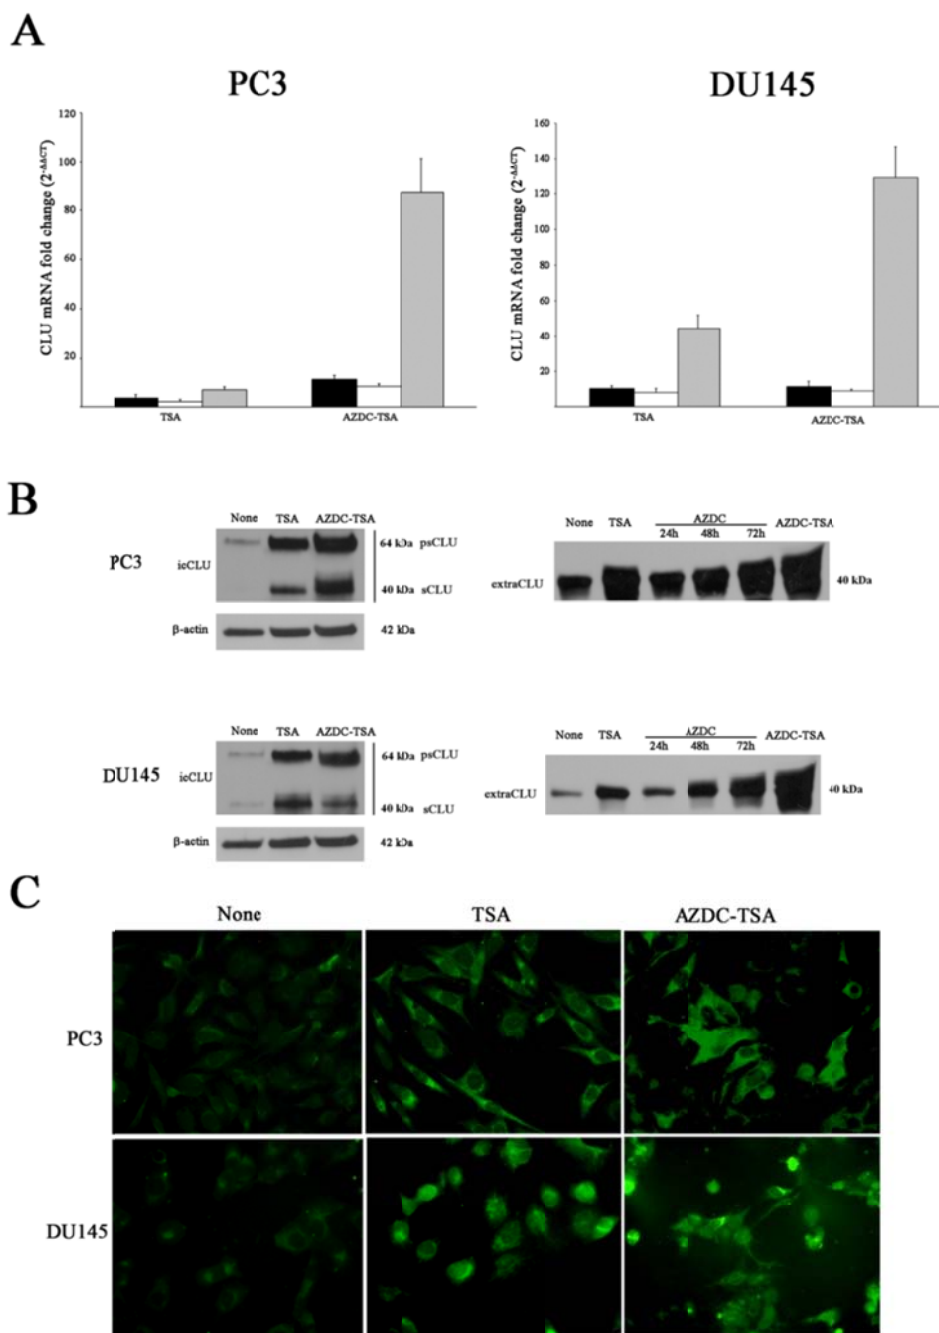 A
PC3
DU145
CLU mRNA fold change (2-ΔΔCT)
120
100
80
60
40
20
TSA
AZDC-TSA
CLU mRNA fold change (2-ΔΔCT)
160
140
120
100
80
60
40
20
TSA
AZDC-TSA
B
PC3
None TSA AZDC-TSA
icCLU
64 kDa psCLU
40 kDa sCLU
β-actin
42 kDa
None TSA AZDC AZDC-TSA
24h 48h 72h
extraCLU
40 kDa
DU145
None TSA AZDC-TSA
icCLU
64 kDa psCLU
40 kDa sCLU
β-actin
42 kDa
None TSA AZDC AZDC-TSA
24h 48h 72h
extraCLU
40 kDa
C
None TSA AZDC-TSA
PC3
DU145